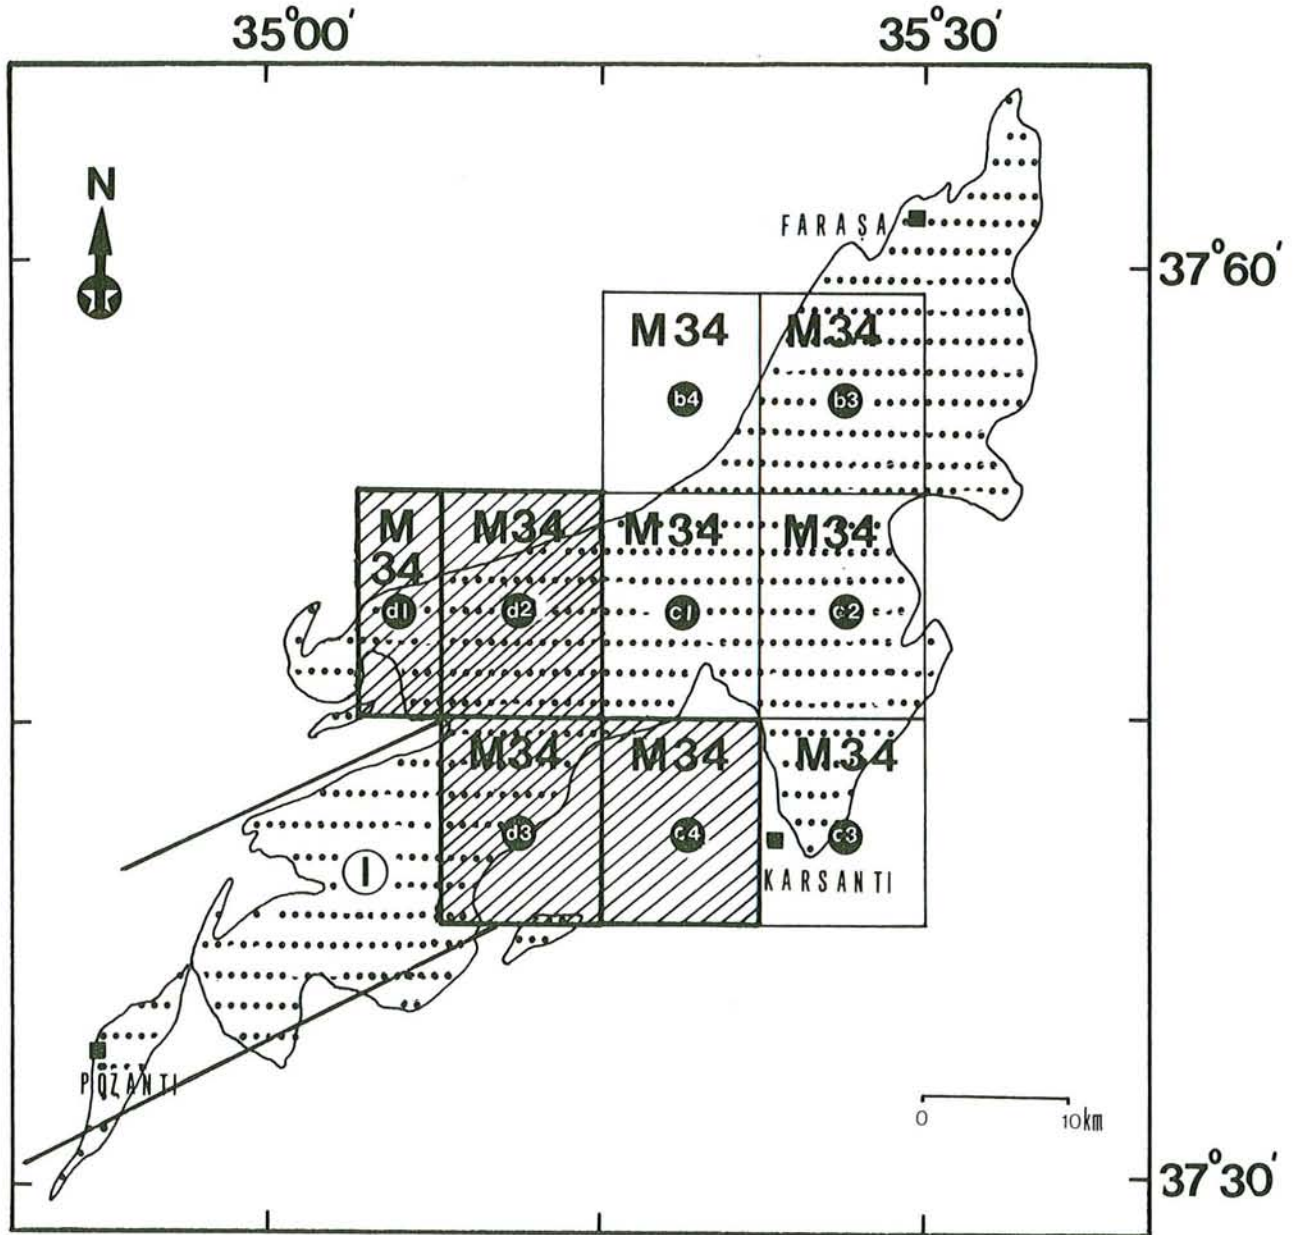 35°00' 35°30'
N
FARAŞA
37°60'
M34 M34
b4 b3
M M34 M34 M34
34
d1 d2 c1 c2
M34 M34 M34
d3 c4 c3
I
KARSANTI
POZANTI
0 10km
37°30'